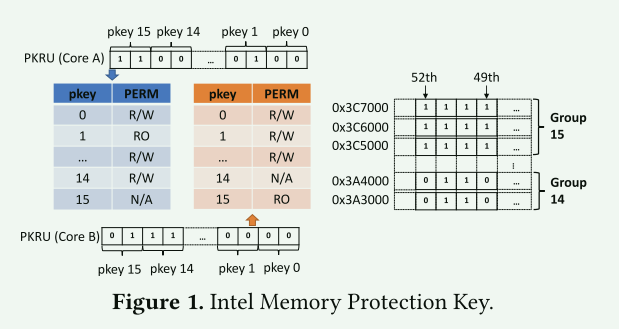 pkey 15 pkey 14 pkey 1 pkey 0
PKRU (Core A) 1 1 0 0 ... 0 1 0 0
pkey PERM
0 R/W
1 RO
... R/W
14 R/W
15 N/A
pkey PERM
0 R/W
1 R/W
... R/W
14 N/A
15 RO
PKRU (Core B) 0 1 1 1 ... 0 0 0 0
pkey 15 pkey 14 pkey 1 pkey 0
52th 49th
0x3C7000 1 1 1 1 ...
0x3C6000 1 1 1 1 ...
0x3C5000 1 1 1 1 ...
Group
15
...
0x3A4000 0 1 1 0 ...
0x3A3000 0 1 1 0 ...
Group
14
Figure 1. Intel Memory Protection Key.